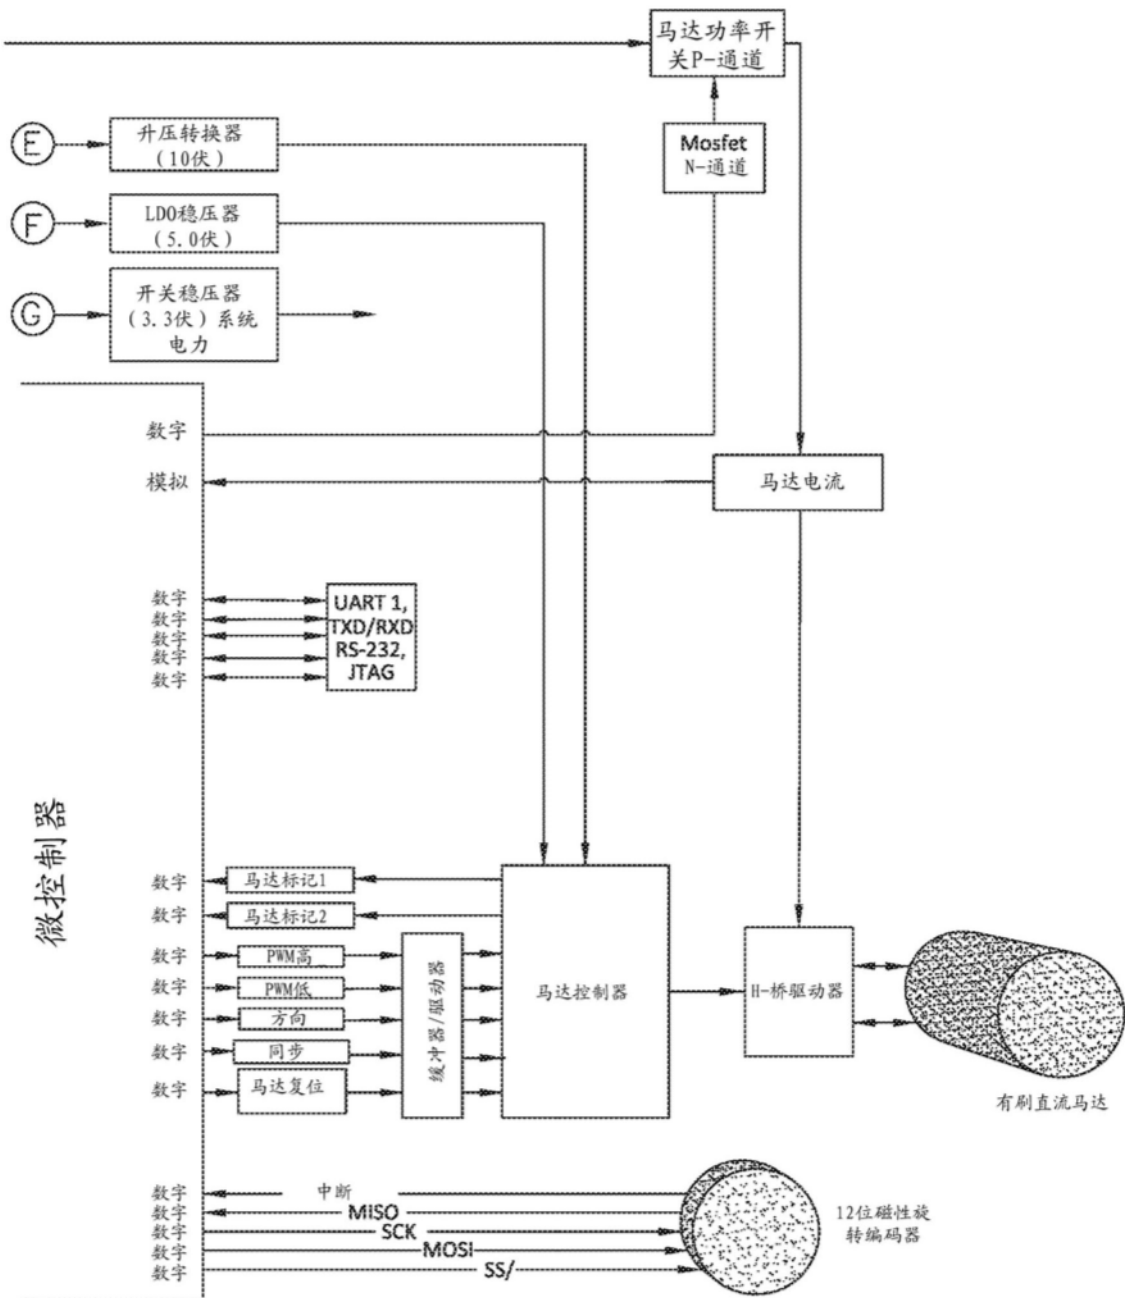 马达功率开
关P-通道
E
升压转换器
(10伏)
Mosfet
N-通道
F
LDO稳压器
(5.0伏)
G
开关稳压器
(3.3伏)系统
电力
数字
模拟
马达电流
数字
数字
数字
数字
数字
UART 1,
TXD/RXD
RS-232,
JTAG
微控制器
数字
马达标记1
数字
马达标记2
数字
PWM高
数字
PWM低
数字
方向
数字
同步
数字
马达复位
缓冲器/驱动器
马达控制器
H-桥驱动器
有刷直流马达
数字
中断
数字
MISO
数字
SCK
数字
MOSI
数字
SS/
12位磁性旋
转编码器